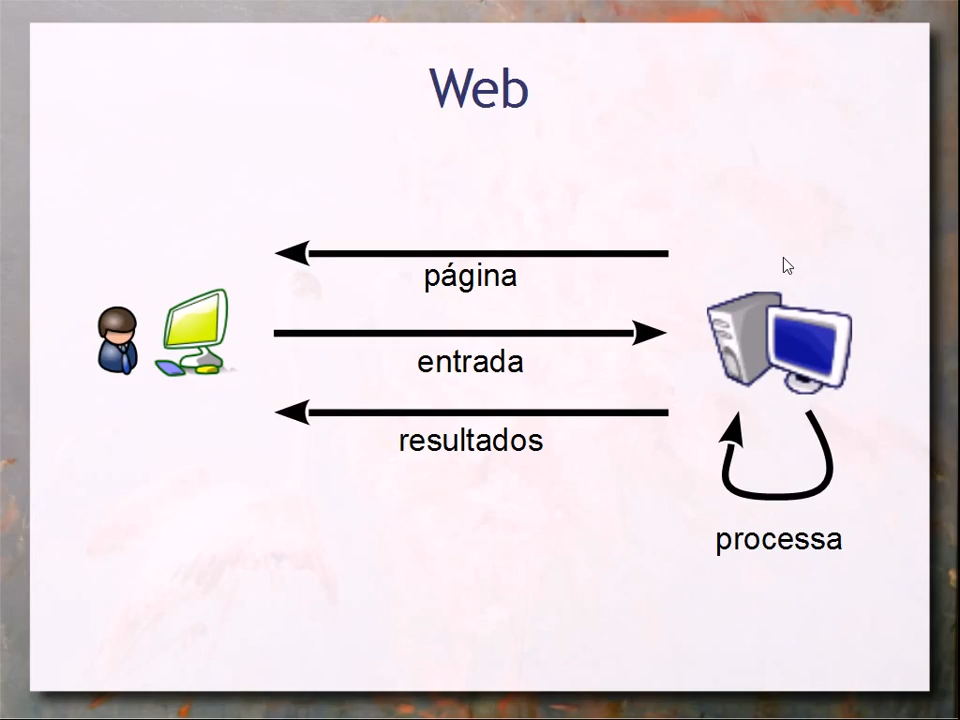 Web
página
entrada
resultados
processa